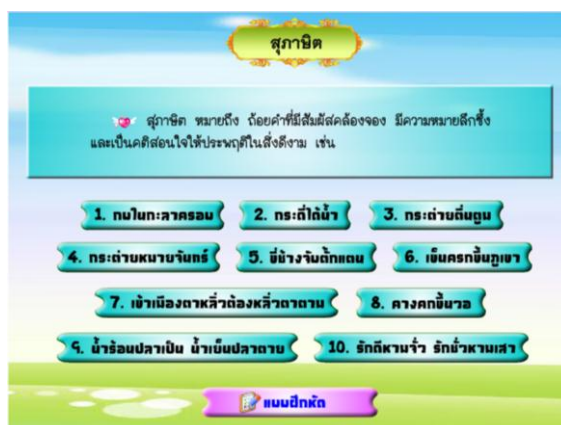 สุภาษิต
สุภาษิต หมายถึง ถ้อยคำที่มีสัมผัสคล้องจอง มีความหมายลึกซึ้ง
และเป็นคติสอนใจให้ประพฤติในสิ่งดีงาม เช่น
1. กบในกะลาครอบ 2. กระดี่ได้น้ำ 3. กระต่ายตื่นตูม
4. กระต่ายหมายจันทร์ 5. ขี่ช้างจับตั๊กแตน 6. เข็นครกขึ้นภูเขา
7. เข้าเมืองตาหลิ่วต้องหลิ่วตาตาม 8. คางคกขึ้นวอ
๙. น้ำร้อนปลาเป็น น้ำเย็นปลาตาย 10. รักดีหามจั่ว รักชั่วหามเสา
แบบฝึกหัด